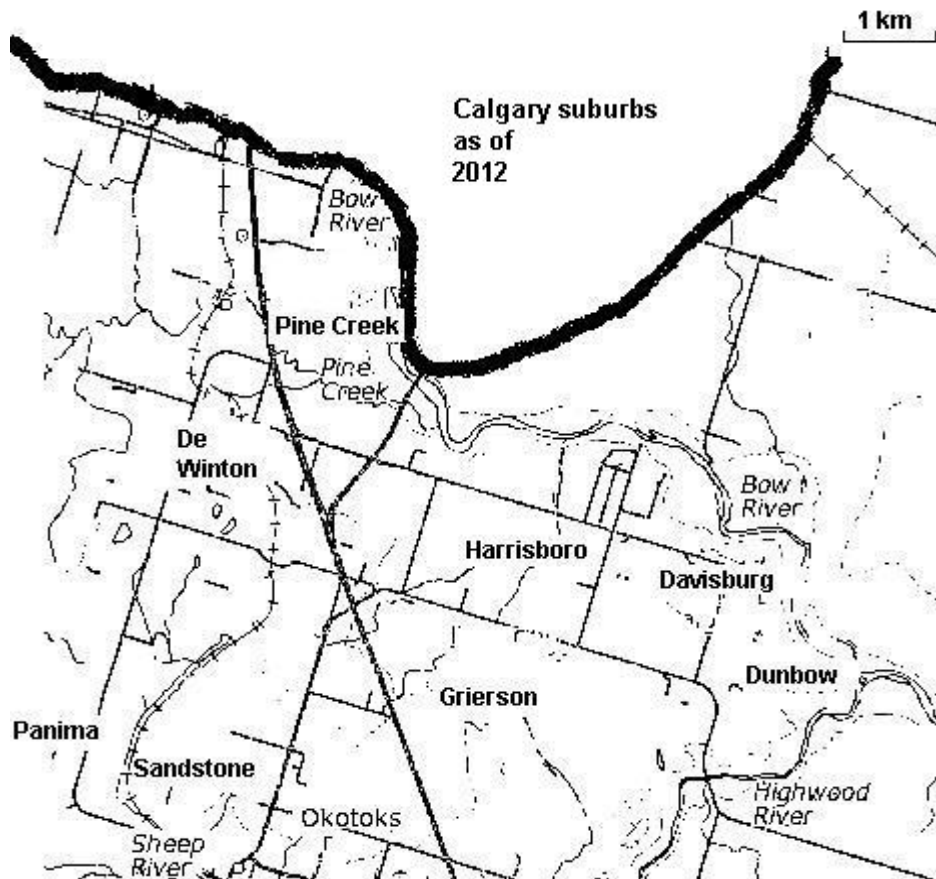 1 km
Calgary suburbs
as of
2012
Bow
River
Pine Creek
Pine
Creek
De
Winton
Bow
River
Harrisboro
Davisburg
Dunbow
Grierson
Panima
Sandstone
Highwood
River
Okotoks
Sheep
River